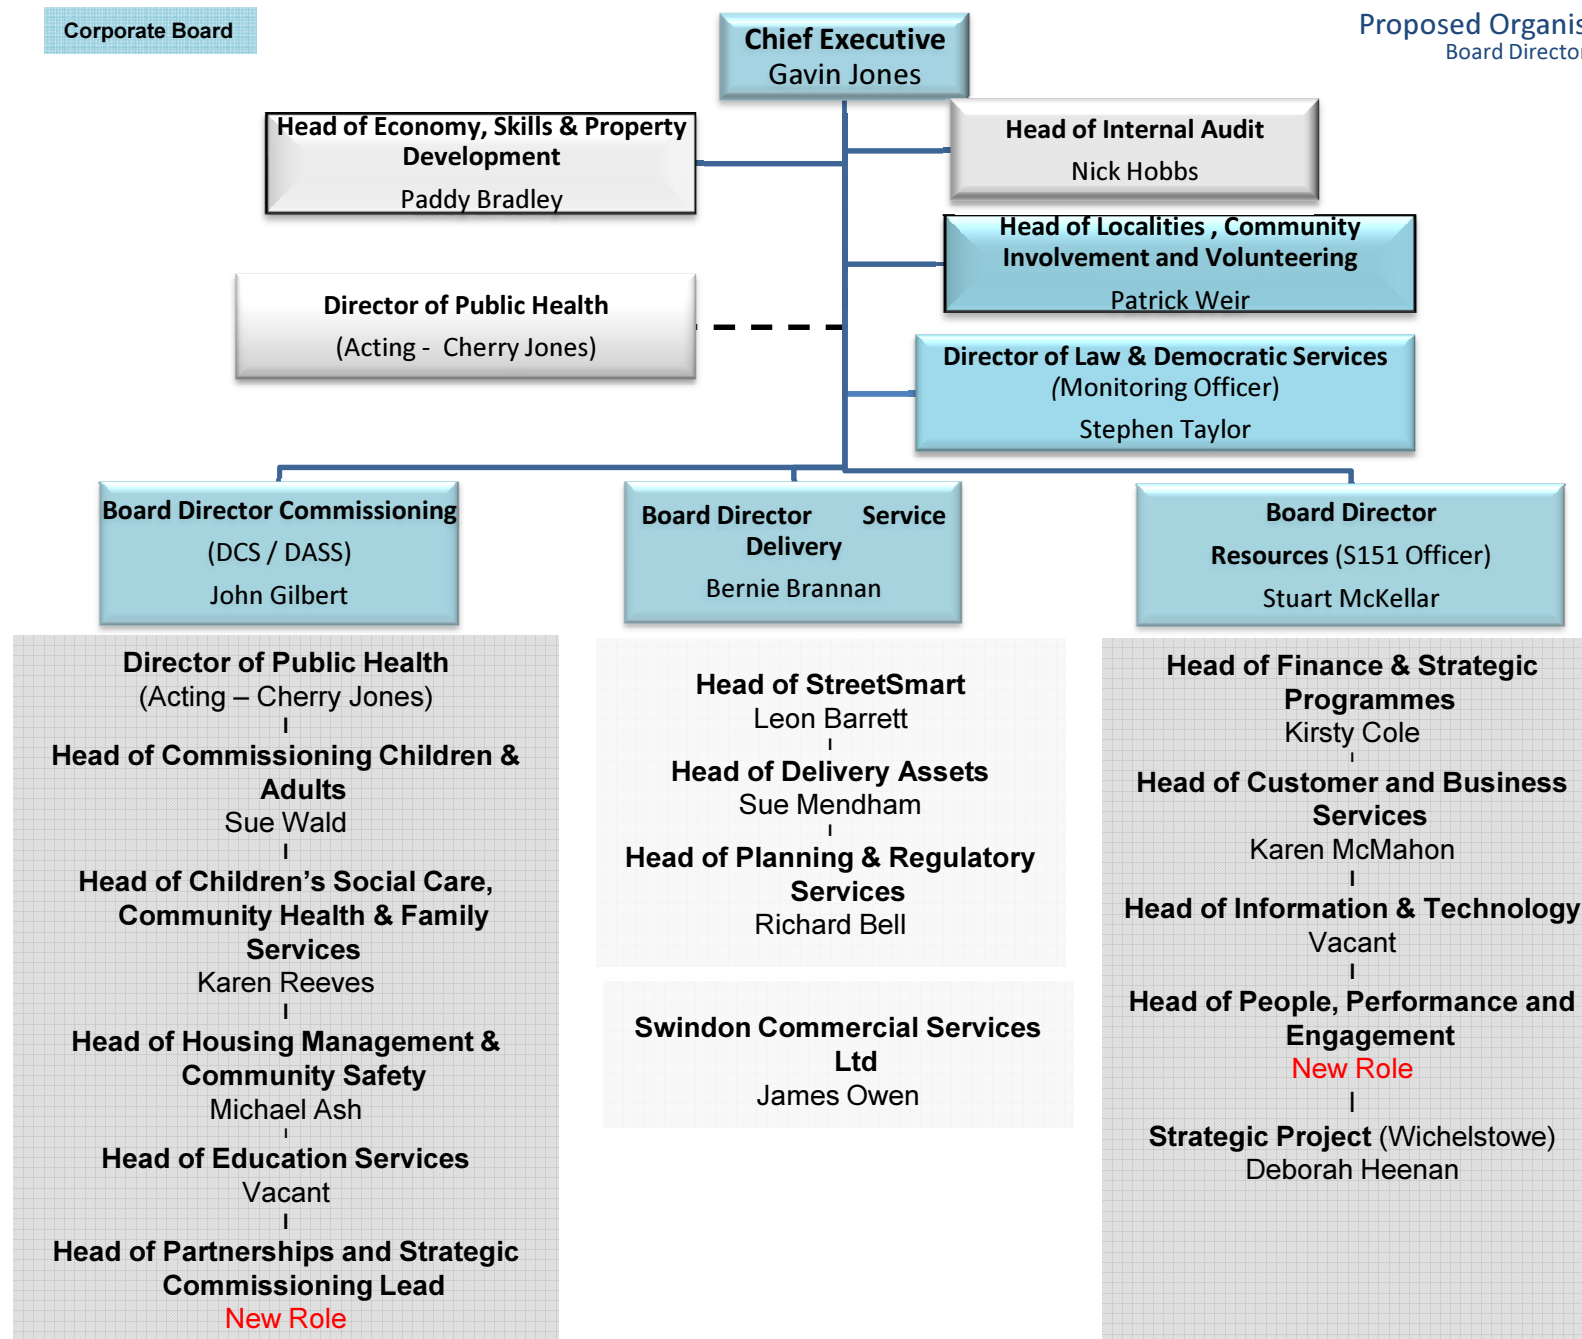 Corporate Board
Proposed Organis
Board Director
Chief Executive
Gavin Jones
Head of Economy, Skills & Property
Development
Paddy Bradley
Head of Internal Audit
Nick Hobbs
Head of Localities , Community
Involvement and Volunteering
Patrick Weir
Director of Public Health
(Acting - Cherry Jones)
Director of Law & Democratic Services
(Monitoring Officer)
Stephen Taylor
Board Director Commissioning
(DCS / DASS)
John Gilbert
Board Director Service
Delivery
Bernie Brannan
Board Director
Resources (S151 Officer)
Stuart McKellar
Director of Public Health
(Acting – Cherry Jones)
Head of Commissioning Children &
Adults
Sue Wald
Head of Children’s Social Care,
Community Health & Family
Services
Karen Reeves
Head of Housing Management &
Community Safety
Michael Ash
Head of Education Services
Vacant
Head of Partnerships and Strategic
Commissioning Lead
New Role
Head of StreetSmart
Leon Barrett
Head of Delivery Assets
Sue Mendham
Head of Planning & Regulatory
Services
Richard Bell
Swindon Commercial Services
Ltd
James Owen
Head of Finance & Strategic
Programmes
Kirsty Cole
Head of Customer and Business
Services
Karen McMahon
Head of Information & Technology
Vacant
Head of People, Performance and
Engagement
New Role
Strategic Project (Wichelstowe)
Deborah Heenan